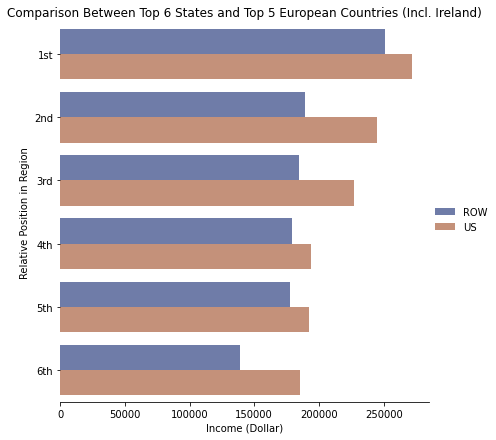 Comparison Between Top 6 States and Top 5 European Countries (Incl. Ireland)
Relative Position in Region
1st
2nd
3rd
4th
5th
6th
0 50000 100000 150000 200000 250000
Income (Dollar)
ROW
US